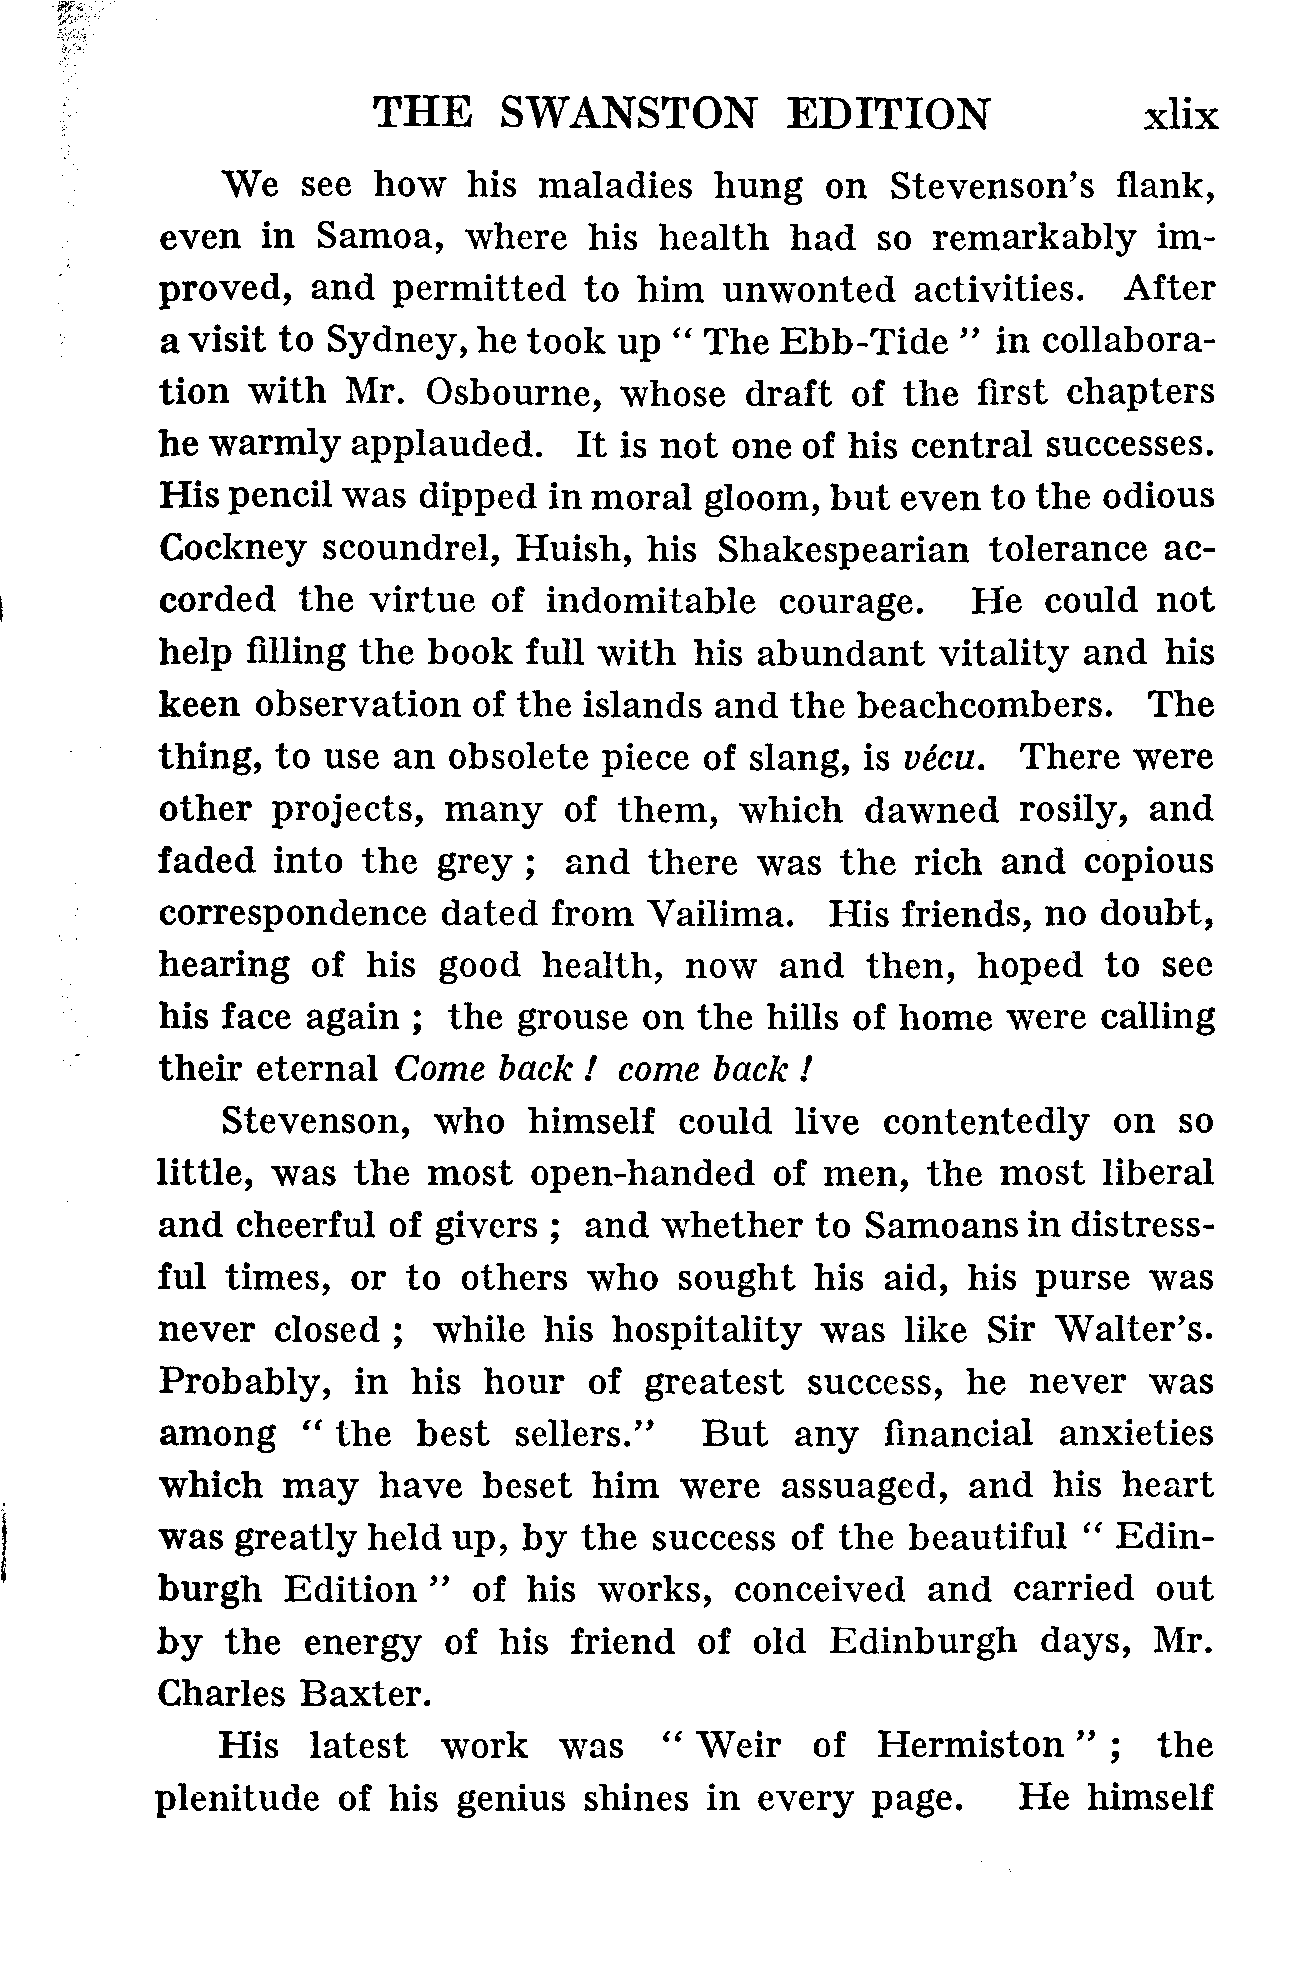 THE SWANSTON EDITION xlix
We see how his maladies hung on Stevenson's flank,
even in Samoa, where his health had so remarkably im-
proved, and permitted to him unwonted activities. After
a visit to Sydney, he took up “ The Ebb-Tide ” in collabora-
tion with Mr. Osbourne, whose draft of the first chapters
he warmly applauded. It is not one of his central successes.
His pencil was dipped in moral gloom, but even to the odious
Cockney scoundrel, Huish, his Shakespearian tolerance ac-
corded the virtue of indomitable courage. He could not
help filling the book full with his abundant vitality and his
keen observation of the islands and the beachcombers. The
thing, to use an obsolete piece of slang, is vécu. There were
other projects, many of them, which dawned rosily, and
faded into the grey ; and there was the rich and copious
correspondence dated from Vailima. His friends, no doubt,
hearing of his good health, now and then, hoped to see
his face again ; the grouse on the hills of home were calling
their eternal Come back ! come back !
Stevenson, who himself could live contentedly on so
little, was the most open-handed of men, the most liberal
and cheerful of givers ; and whether to Samoans in distress-
ful times, or to others who sought his aid, his purse was
never closed ; while his hospitality was like Sir Walter's.
Probably, in his hour of greatest success, he never was
among “ the best sellers.” But any financial anxieties
which may have beset him were assuaged, and his heart
was greatly held up, by the success of the beautiful “ Edin-
burgh Edition ” of his works, conceived and carried out
by the energy of his friend of old Edinburgh days, Mr.
Charles Baxter.
His latest work was “ Weir of Hermiston ” ; the
plenitude of his genius shines in every page. He himself